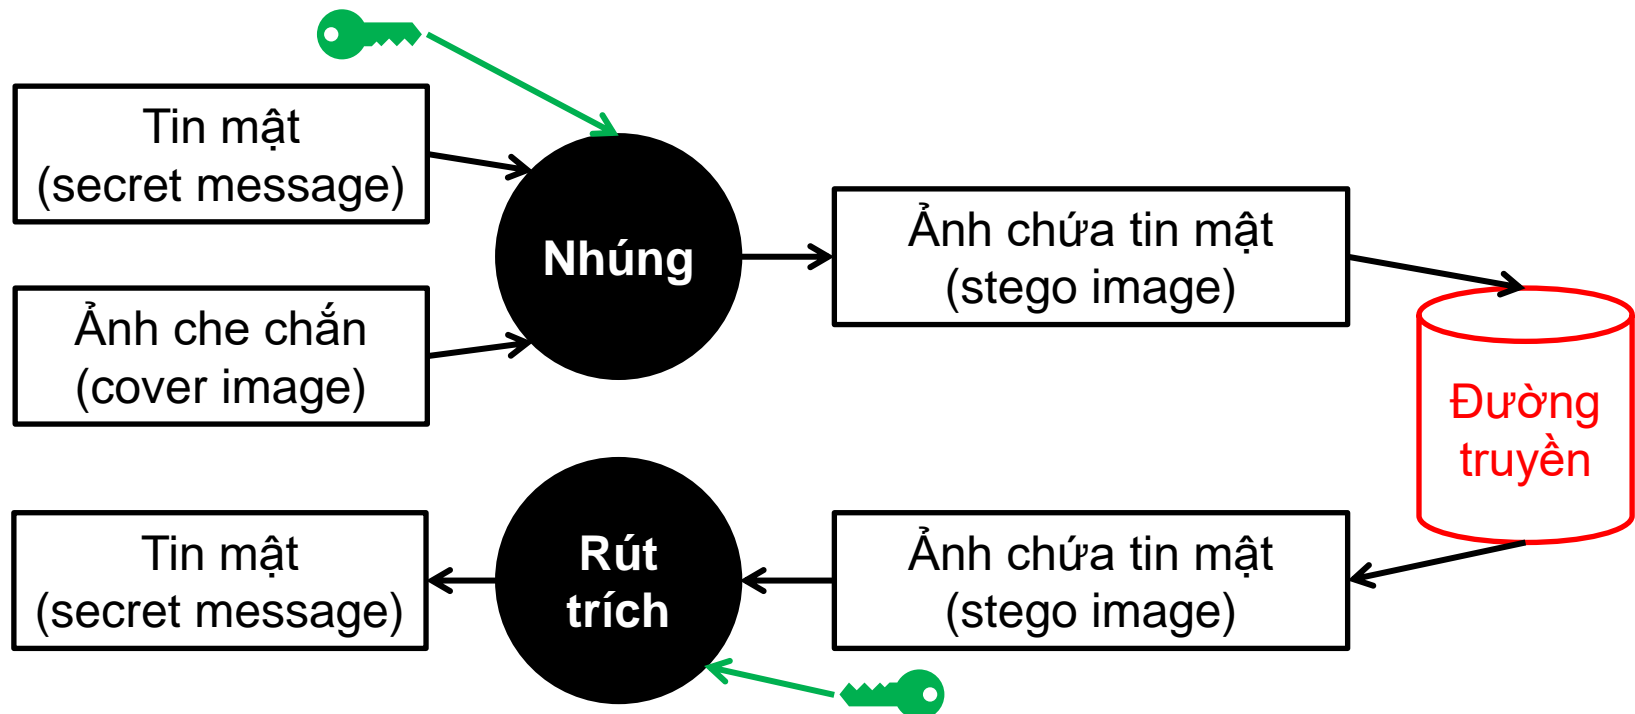 Tin mật
(secret message)
Ảnh che chắn
(cover image)
Nhúng
Ảnh chứa tin mật
(stego image)
Đường
truyền
Ảnh chứa tin mật
(stego image)
Rút
trích
Tin mật
(secret message)